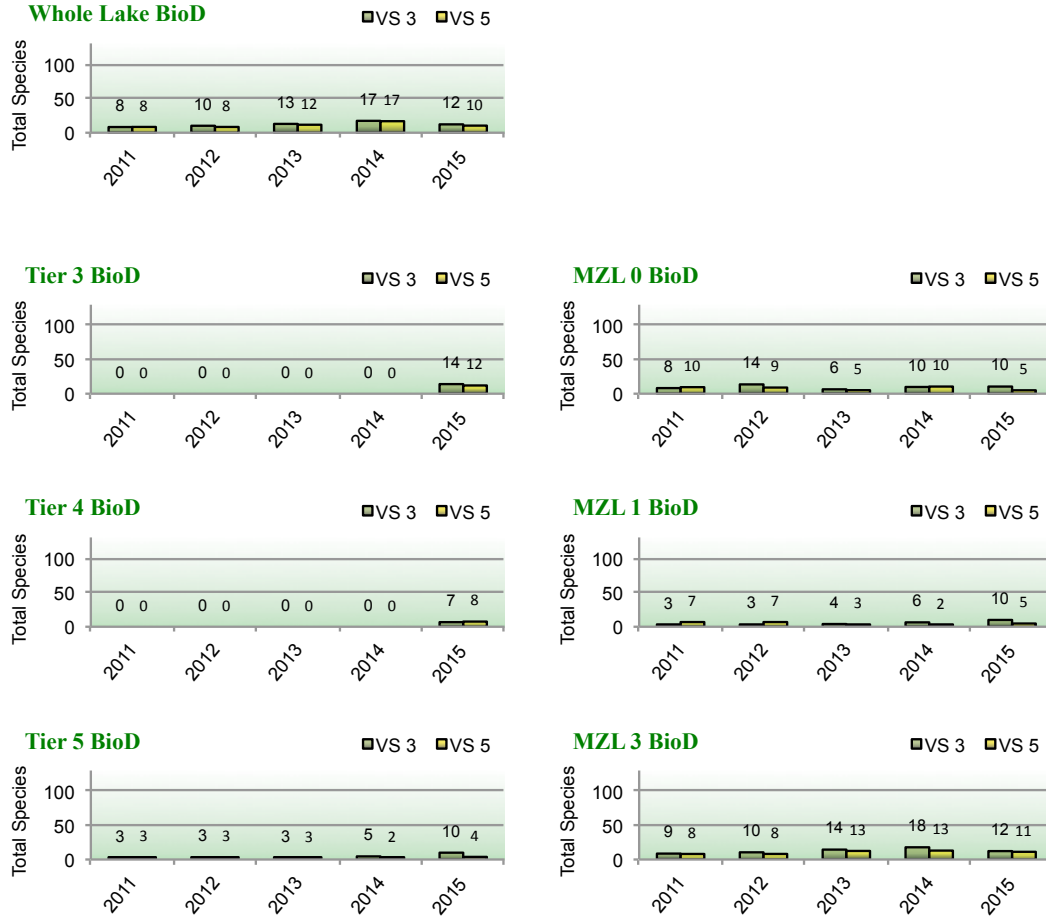 Whole Lake BioD
VS 3 VS 5
Total Species
100
50
0
8 8 10 8 13 12 17 17 12 10
2011 2012 2013 2014 2015
Tier 3 BioD
VS 3 VS 5
Total Species
100
50
0
0 0 0 0 0 0 0 0 14 12
2011 2012 2013 2014 2015
MZL 0 BioD
VS 3 VS 5
Total Species
100
50
0
8 10 14 9 6 5 10 10 10 5
2011 2012 2013 2014 2015
Tier 4 BioD
VS 3 VS 5
Total Species
100
50
0
0 0 0 0 0 0 0 0 7 8
2011 2012 2013 2014 2015
MZL 1 BioD
VS 3 VS 5
Total Species
100
50
0
3 7 3 7 4 3 6 2 10 5
2011 2012 2013 2014 2015
Tier 5 BioD
VS 3 VS 5
Total Species
100
50
0
3 3 3 3 3 3 5 2 10 4
2011 2012 2013 2014 2015
MZL 3 BioD
VS 3 VS 5
Total Species
100
50
0
9 8 10 8 14 13 18 13 12 11
2011 2012 2013 2014 2015